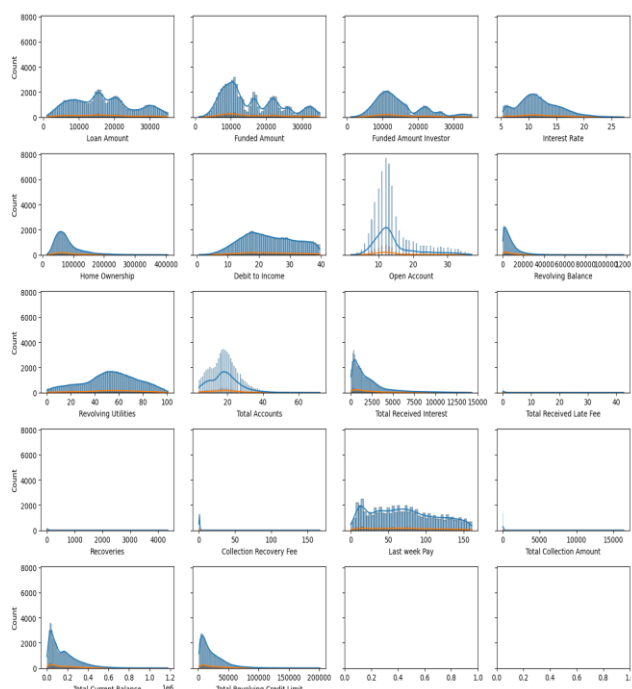 8000
6000
4000
2000
0
Count
0 10000 20000 30000
Loan Amount
0 10000 20000 30000
Funded Amount
0 10000 20000 30000
Funded Amount Investor
5 10 15 20 25
Interest Rate
8000
6000
4000
2000
0
Count
0 100000 200000 300000 400000
Home Ownership
0 10 20 30 40
Debit to Income
10 20 30
Open Account
0 20000 40000 60000 80000 100000 1200
Revolving Balance
8000
6000
4000
2000
0
Count
0 20 40 60 80 100
Revolving Utilities
20 40 60
Total Accounts
0 2500 5000 7500 10000 12500 15000
Total Received Interest
0 10 20 30 40
Total Received Late Fee
8000
6000
4000
2000
0
Count
0 1000 2000 3000 4000
Recoveries
0 50 100 150
Collection Recovery Fee
0 50 100 150
Last week Pay
0 5000 10000 15000
Total Collection Amount
8000
6000
4000
2000
0
Count
0.0 0.2 0.4 0.6 0.8 1.0 1.2
Total Current Balance
1e6
0 50000 100000 150000 200000
Total Revolving Credit Limit
0.0 0.2 0.4 0.6 0.8 1.0
0.0 0.2 0.4 0.6 0.8 1.0